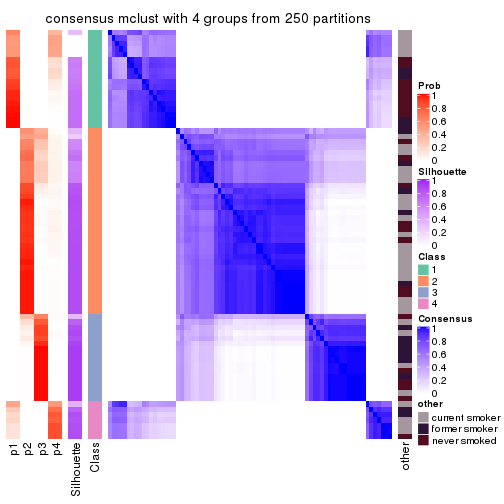 consensus mclust with 4 groups from 250 partitions
Prob
1
0.8
0.6
0.4
0.2
0
Silhouette
1
0.8
0.6
0.4
0.2
0
Class
1
2
3
4
Consensus
1
0.8
0.6
0.4
0.2
0
other
current smoker
former smoker
never smoked
p1
p2
p3
p4
Silhouette
Class
other